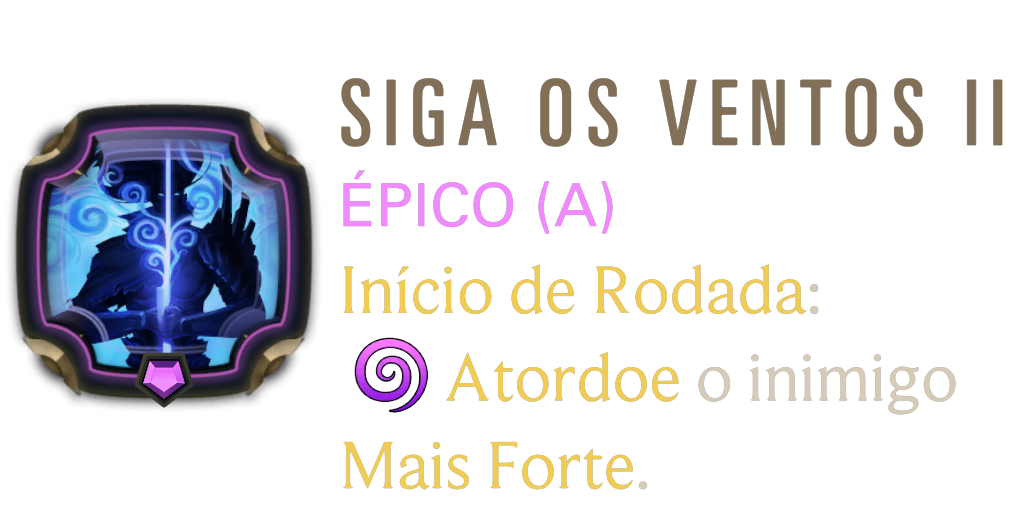 SIGA OS VENTOS II
ÉPICO (A)
Início de Rodada:
Atordoe o inimigo
Mais Forte.